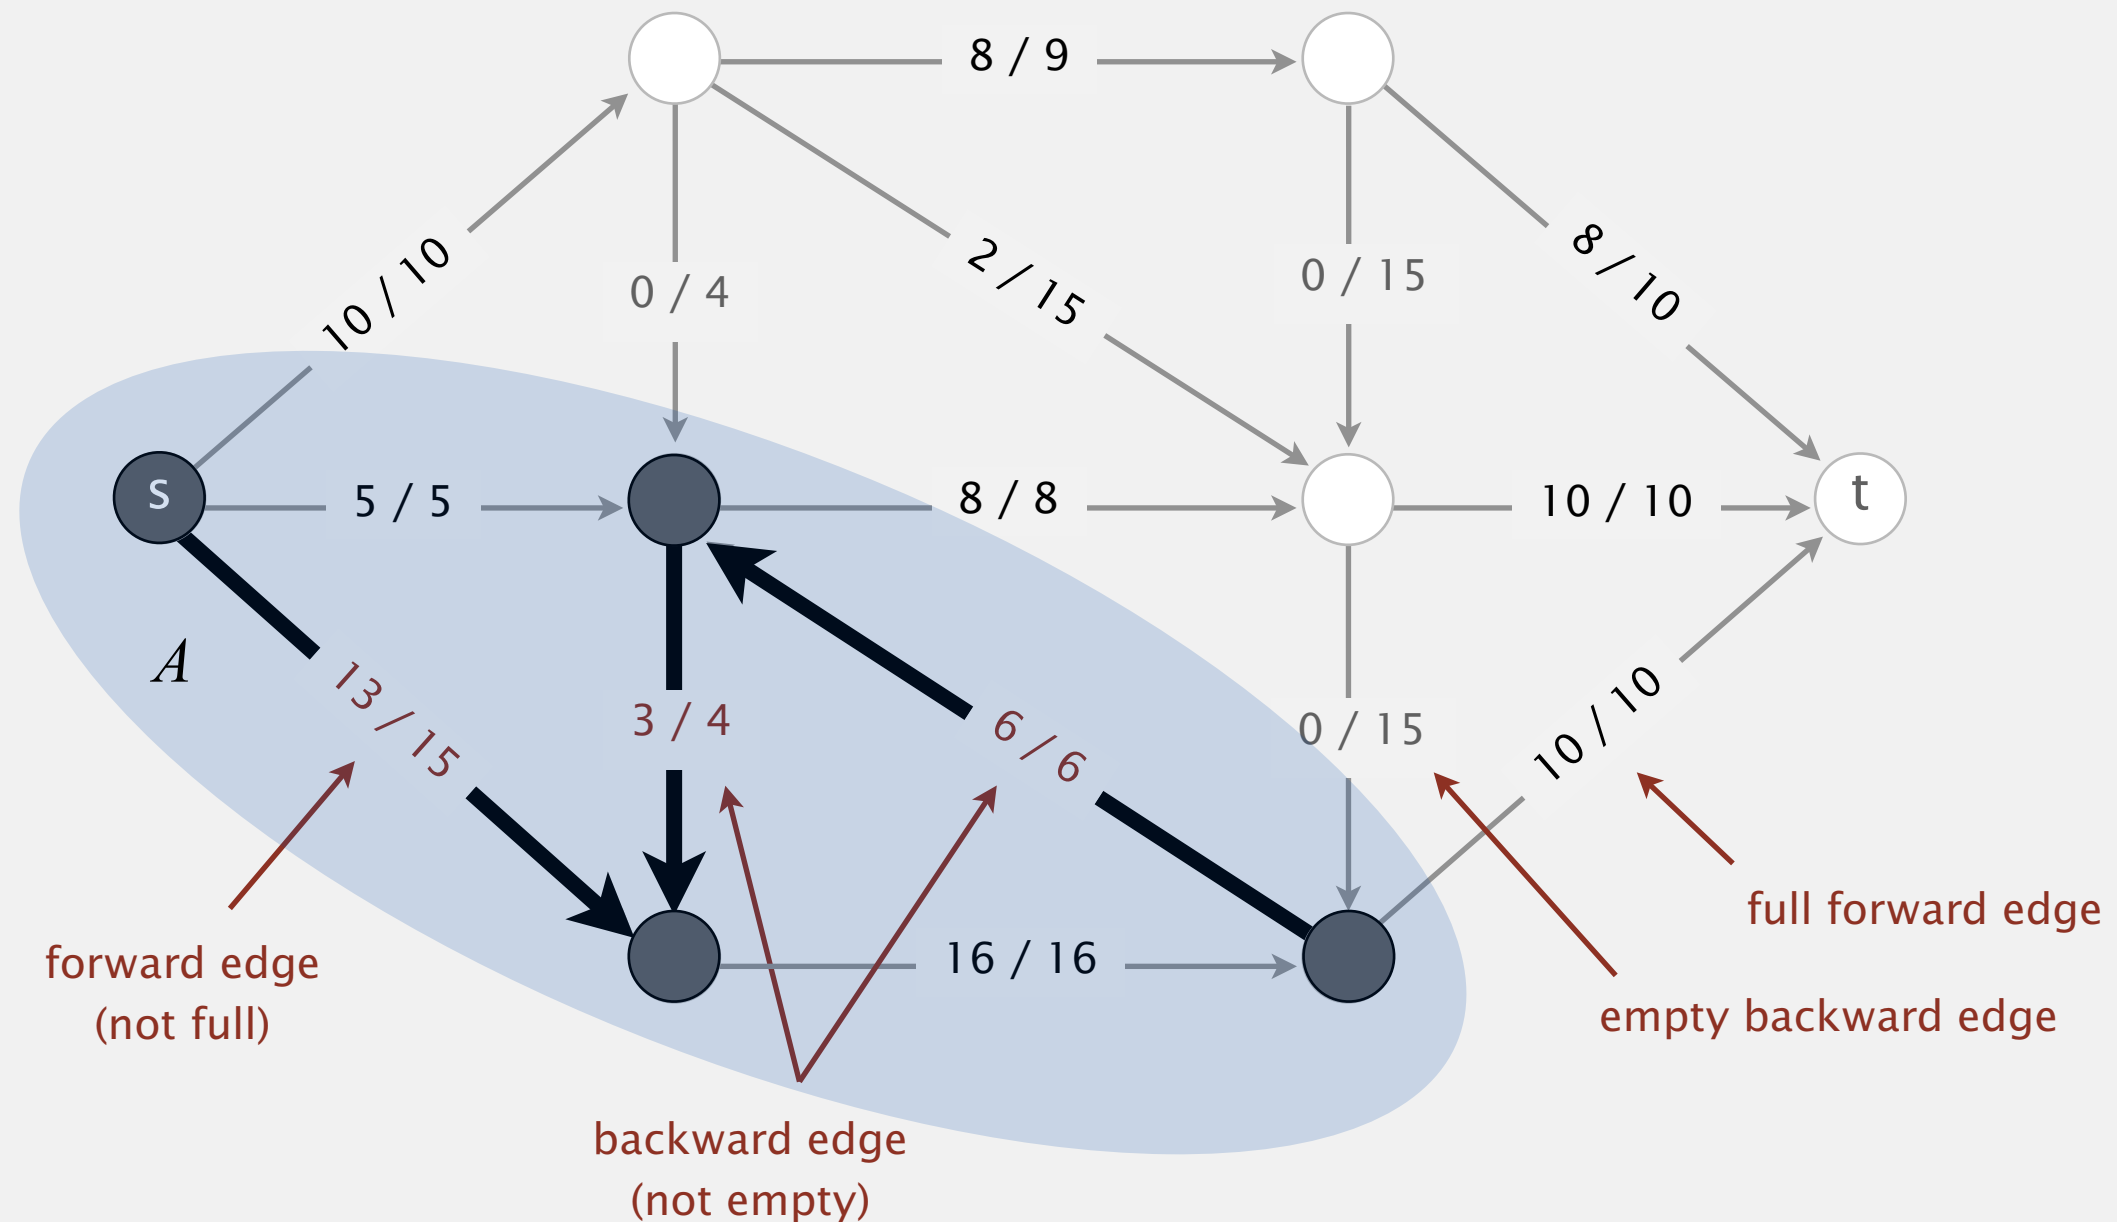 8 / 9
10 / 10
0 / 4
2 / 15
0 / 15
8 / 10
s
5 / 5
8 / 8
10 / 10
t
A
13 / 15
3 / 4
6 / 6
0 / 15
10 / 10
full forward edge
forward edge
(not full)
16 / 16
empty backward edge
backward edge
(not empty)